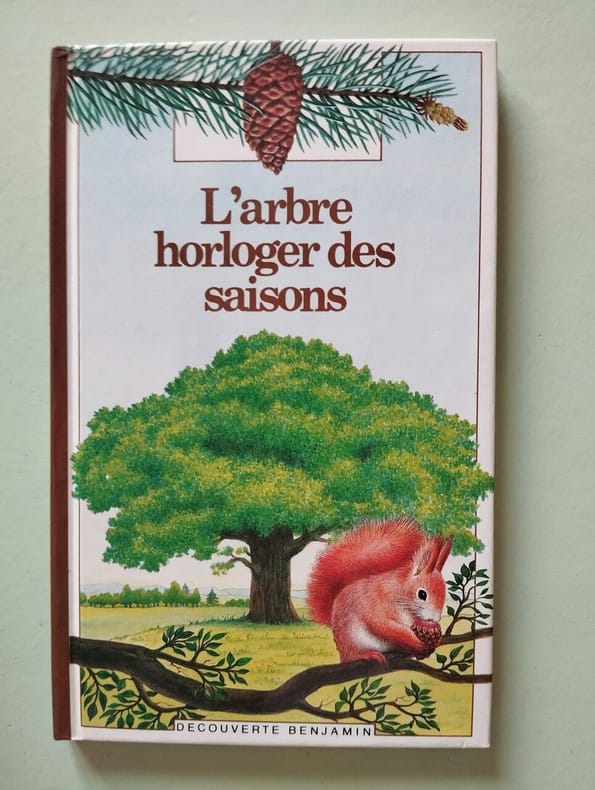 L'arbre
horloger des
saisons
DECOUVERTE BENJAMIN